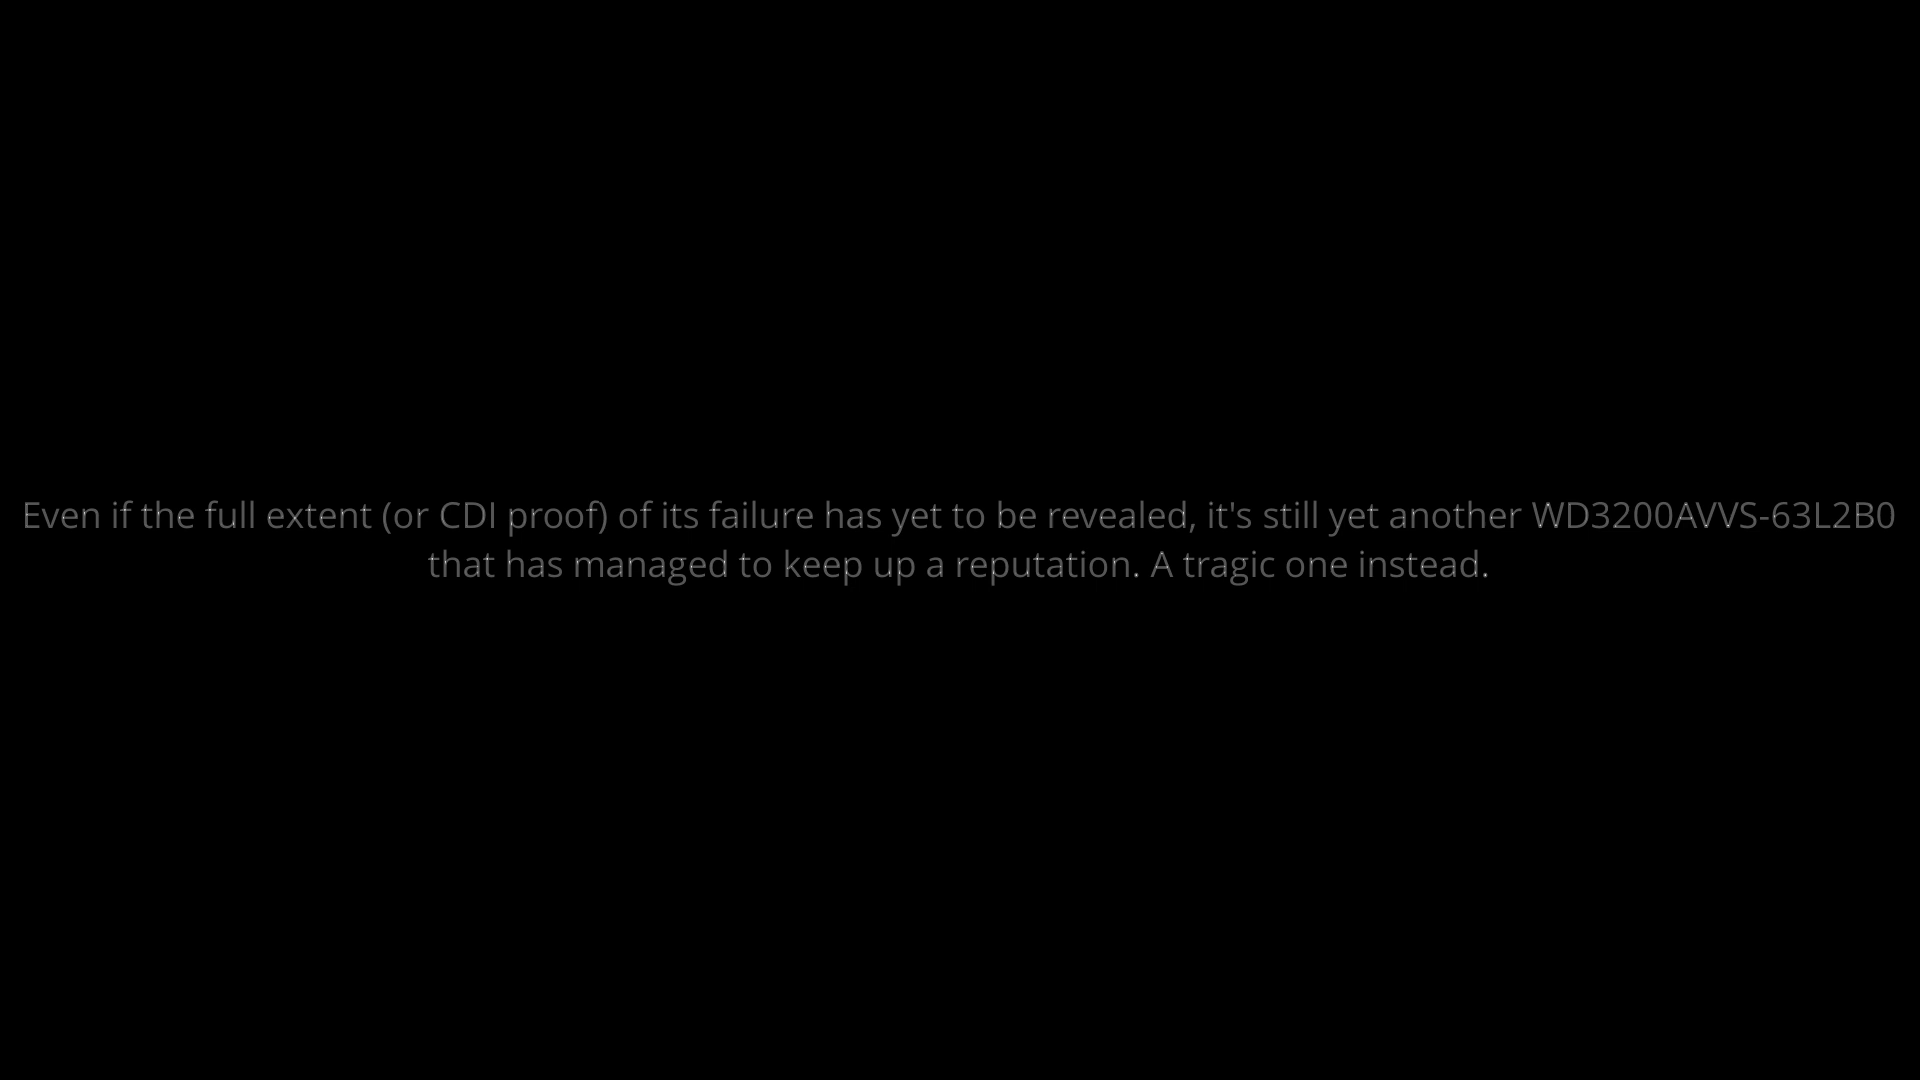 Even if the full extent (or CDI proof) of its failure has yet to be revealed, it's still yet another WD3200AVVS-63L2B0
that has managed to keep up a reputation. A tragic one instead.